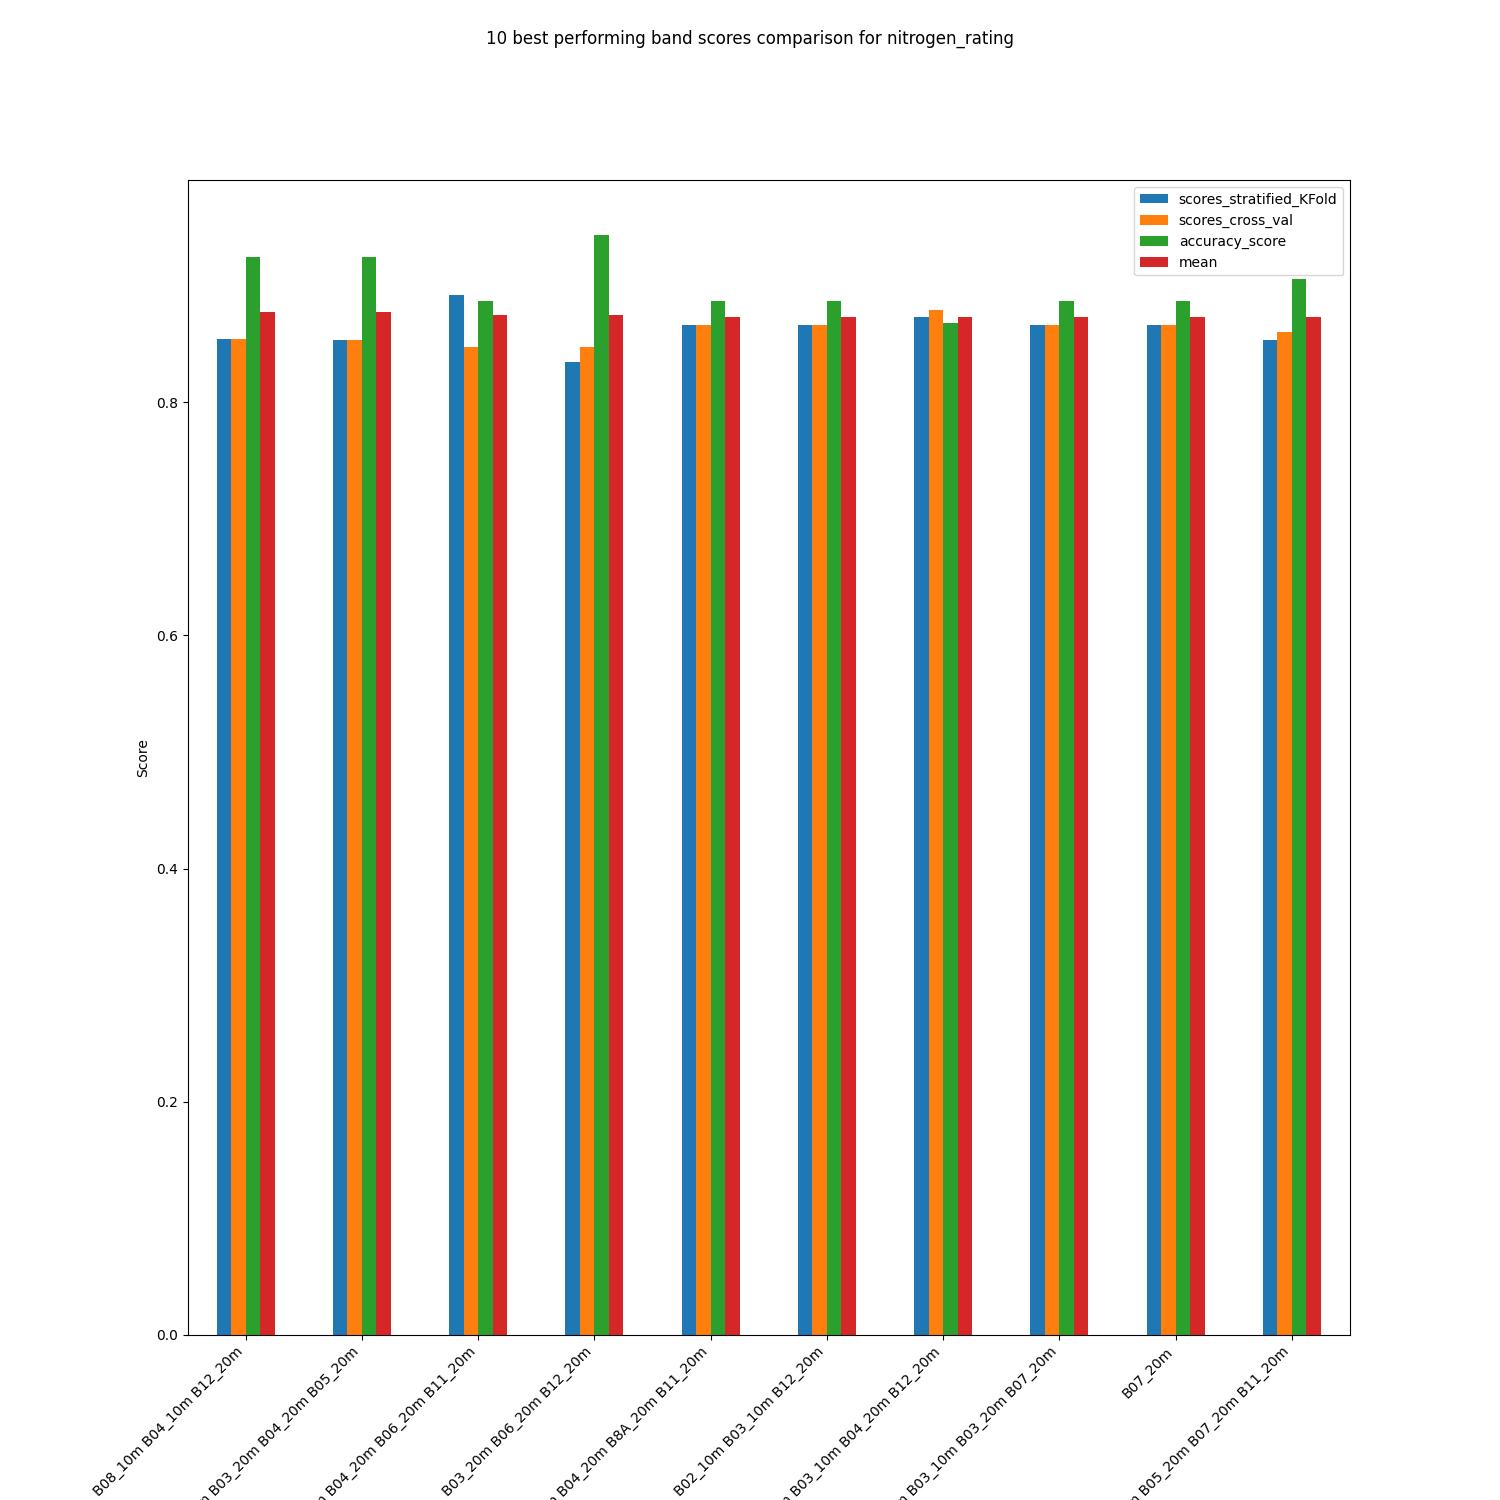 10 best performing band scores comparison for nitrogen_rating
scores_stratified_KFold
scores_cross_val
accuracy_score
mean
0.8
0.6
Score
0.4
0.2
0.0
B08_10m B04_10m B12_20m
B03_20m B04_20m B05_20m
B04_20m B06_20m B11_20m
B03_20m B06_20m B12_20m
B04_20m B8A_20m B11_20m
B02_10m B03_10m B12_20m
B03_10m B04_20m B12_20m
B03_10m B03_20m B07_20m
B07_20m
B05_20m B07_20m B11_20m